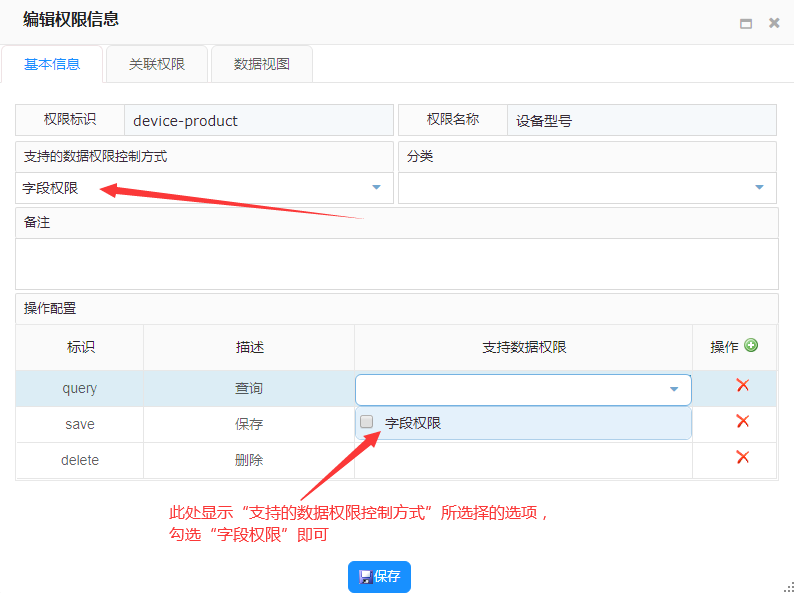 编辑权限信息
基本信息 关联权限 数据视图
权限标识 device-product 权限名称 设备型号
支持的数据权限控制方式 分类
字段权限
备注
操作配置
标识 描述 支持数据权限 操作
query 查询
save 保存 字段权限
delete 删除
此处显示“支持的数据权限控制方式”所选择的选项，
勾选“字段权限”即可
保存